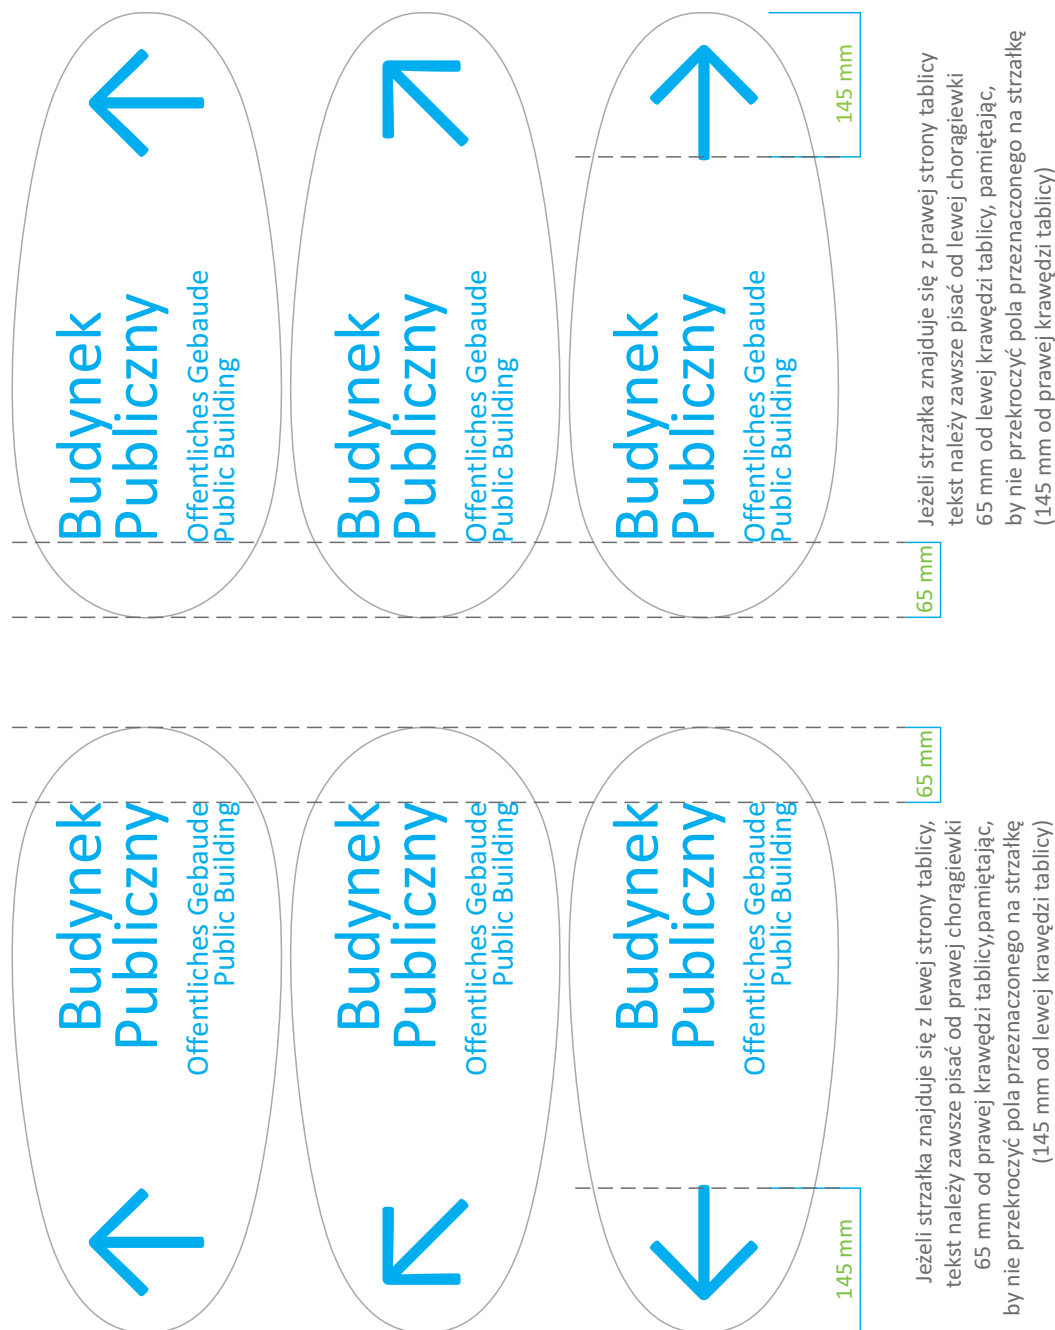 Budynek
Publiczny
Offentliches Gebaude
Public Building
Budynek
Publiczny
Offentliches Gebaude
Public Building
Budynek
Publiczny
Offentliches Gebaude
Public Building
145 mm
65 mm
Jeżeli strzałka znajduje się z lewej strony tablicy,
tekst należy zawsze pisać od prawej chorągiewki
65 mm od prawej krawędzi tablicy,pamiętając,
by nie przekroczyć pola przeznaczonego na strzałkę
(145 mm od lewej krawędzi tablicy)
Budynek
Publiczny
Offentliches Gebaude
Public Building
Budynek
Publiczny
Offentliches Gebaude
Public Building
Budynek
Publiczny
Offentliches Gebaude
Public Building
145 mm
65 mm
Jeżeli strzałka znajduje się z prawej strony tablicy
tekst należy zawsze pisać od lewej chorągiewki
65 mm od lewej krawędzi tablicy, pamiętając,
by nie przekroczyć pola przeznaczonego na strzałkę
(145 mm od prawej krawędzi tablicy)